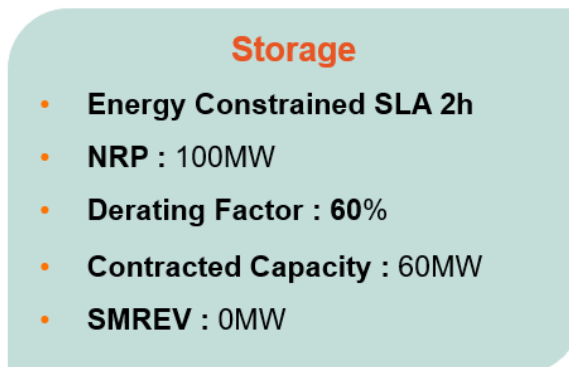 Storage
• Energy Constrained SLA 2h
• NRP : 100MW
• Derating Factor : 60%
• Contracted Capacity : 60MW
• SMREV : 0MW